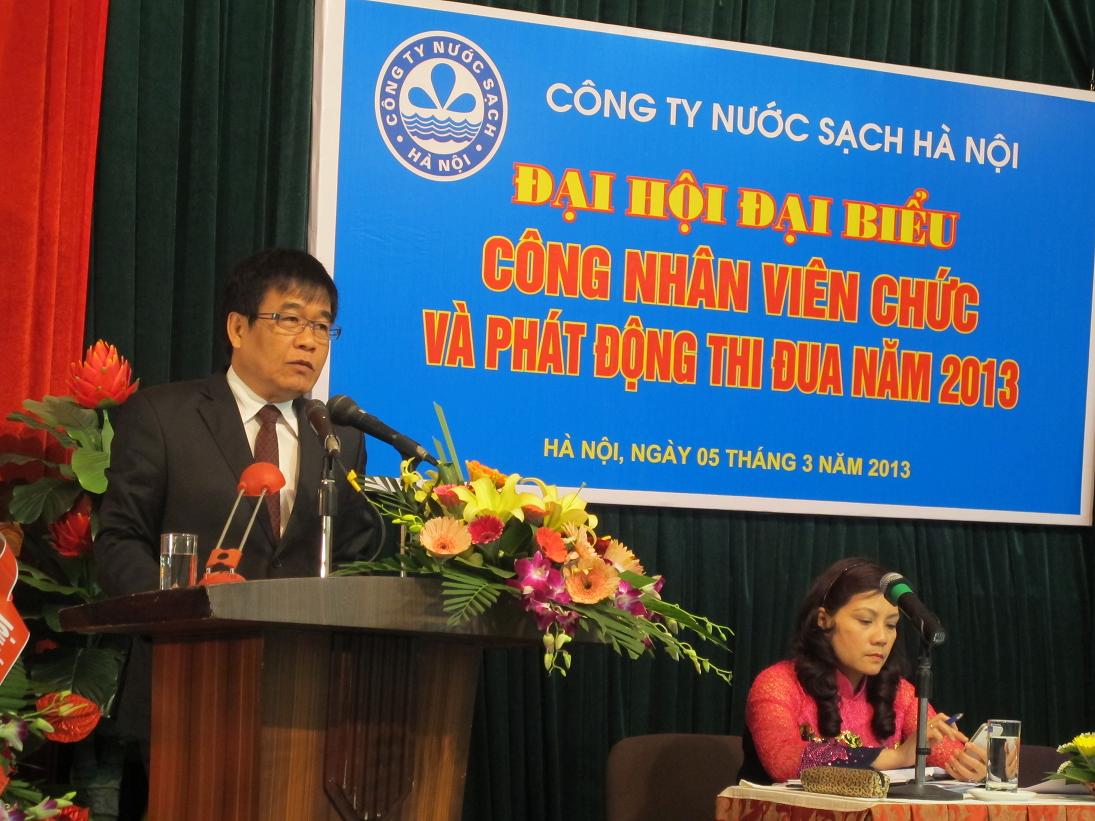 CÔNG TY NƯỚC SẠCH
HÀ NỘI
CÔNG TY NƯỚC SẠCH HÀ NỘI
ĐẠI HỘI ĐẠI BIỂU
CÔNG NHÂN VIÊN CHỨC
VÀ PHÁT ĐỘNG THI ĐUA NĂM 2013
HÀ NỘI, NGÀY 05 THÁNG 3 NĂM 2013